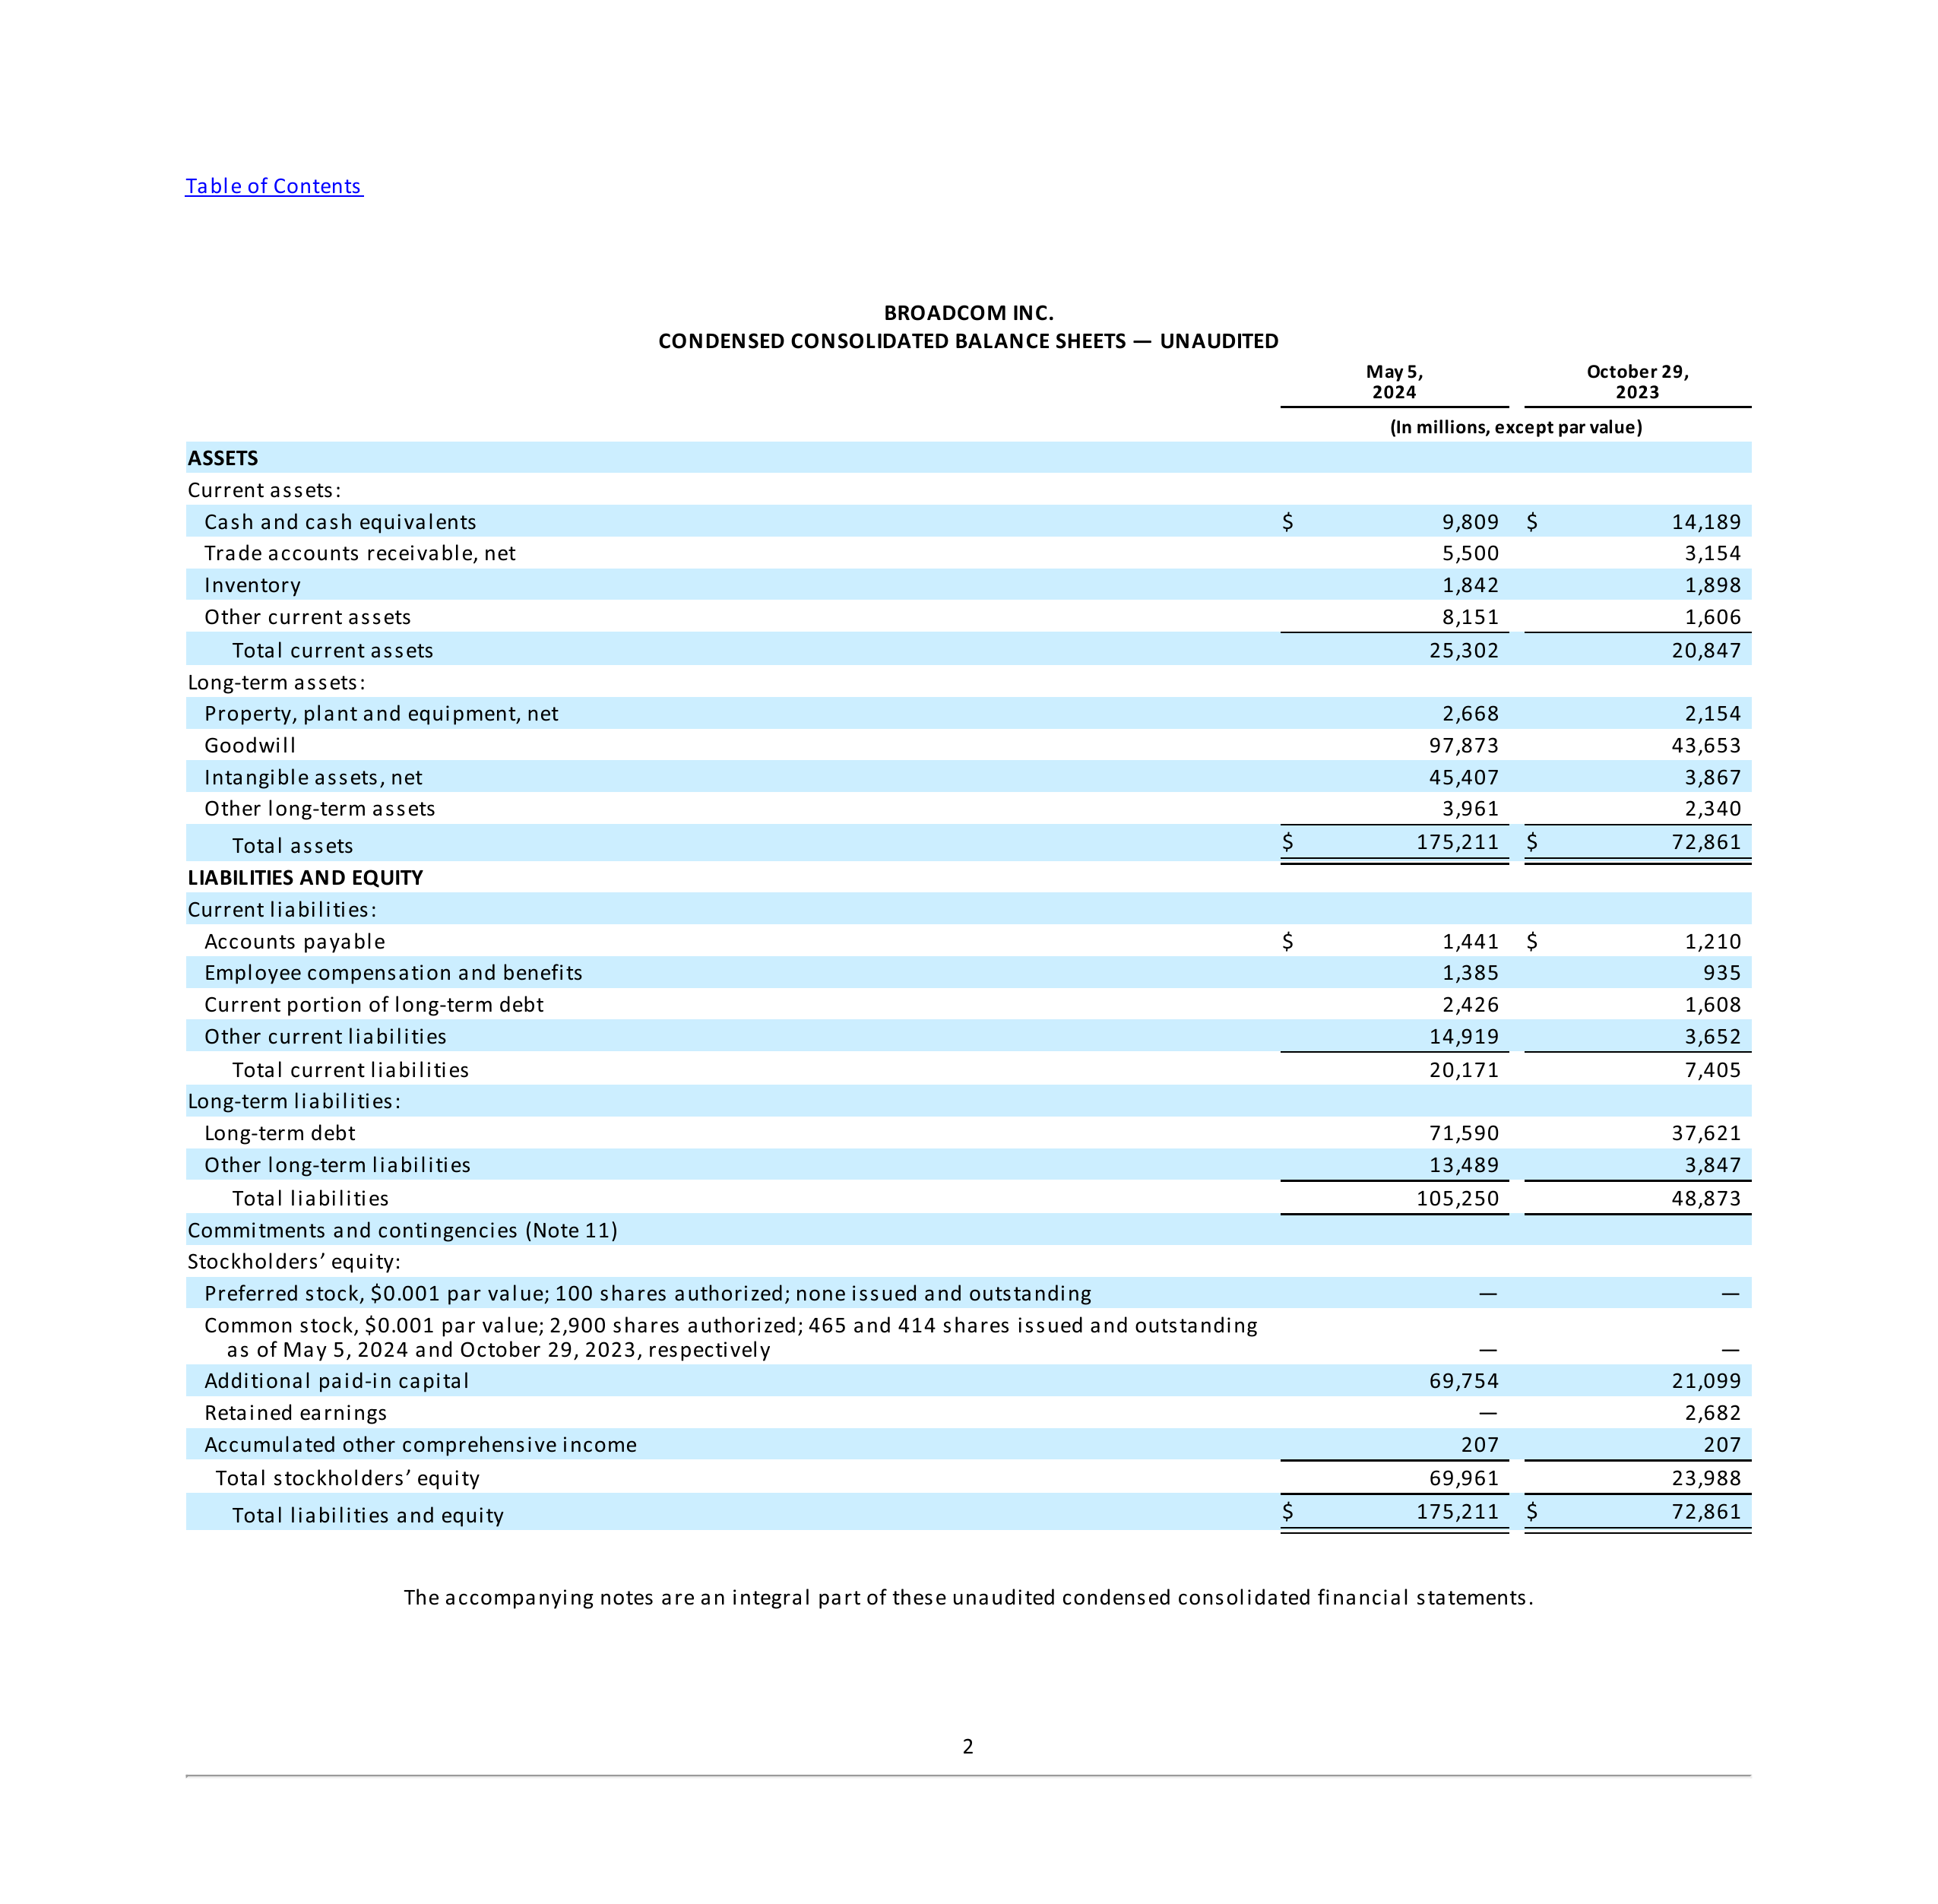 Table of Contents
BROADCOM INC.
CONDENSED CONSOLIDATED BALANCE SHEETS — UNAUDITED
May 5, 2024 October 29, 2023
(In millions, except par value)
ASSETS
Current assets:
Cash and cash equivalents $ 9,809 $ 14,189
Trade accounts receivable, net 5,500 3,154
Inventory 1,842 1,898
Other current assets 8,151 1,606
Total current assets 25,302 20,847
Long-term assets:
Property, plant and equipment, net 2,668 2,154
Goodwill 97,873 43,653
Intangible assets, net 45,407 3,867
Other long-term assets 3,961 2,340
Total assets $ 175,211 $ 72,861
LIABILITIES AND EQUITY
Current liabilities:
Accounts payable $ 1,441 $ 1,210
Employee compensation and benefits 1,385 935
Current portion of long-term debt 2,426 1,608
Other current liabilities 14,919 3,652
Total current liabilities 20,171 7,405
Long-term liabilities:
Long-term debt 71,590 37,621
Other long-term liabilities 13,489 3,847
Total liabilities 105,250 48,873
Commitments and contingencies (Note 11)
Stockholders’ equity:
Preferred stock, $0.001 par value; 100 shares authorized; none issued and outstanding — —
Common stock, $0.001 par value; 2,900 shares authorized; 465 and 414 shares issued and outstanding
as of May 5, 2024 and October 29, 2023, respectively — —
Additional paid-in capital 69,754 21,099
Retained earnings — 2,682
Accumulated other comprehensive income 207 207
Total stockholders’ equity 69,961 23,988
Total liabilities and equity $ 175,211 $ 72,861
The accompanying notes are an integral part of these unaudited condensed consolidated financial statements.
2